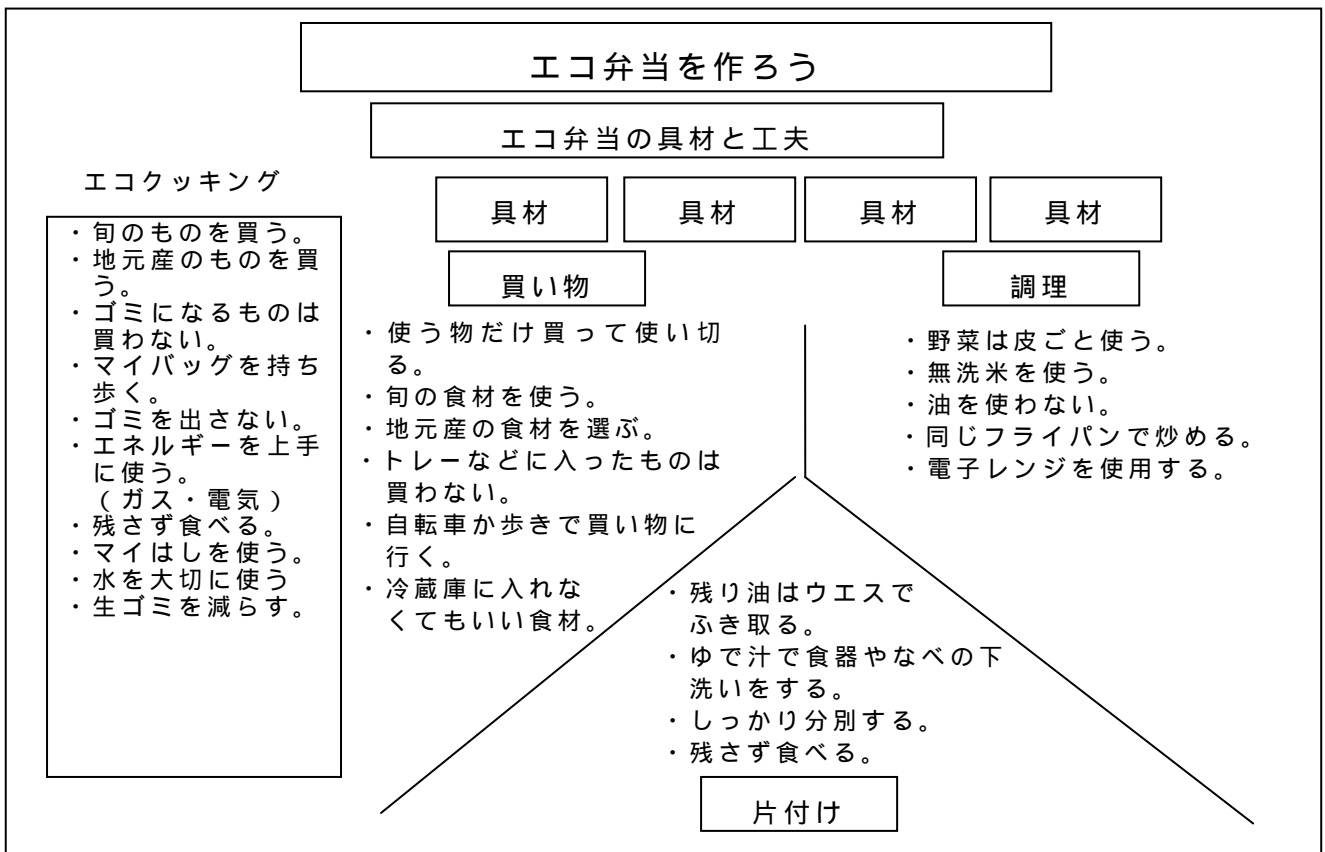 エコ弁当を作ろう
エコ弁当の具材と工夫
エコクッキング
・旬のものを買う。
・地元産のものを買
う。
・ゴミになるものは
買わない。
・マイバッグを持ち
歩く。
・ゴミを出さない。
・エネルギーを上手
に使う。
(ガス・電気)
・残さず食べる。
・マイはしを使う。
・水を大切に使う
・生ゴミを減らす。
具材
具材
具材
具材
買い物
・使う物だけ買って使い切
る。
・旬の食材を使う。
・地元産の食材を選ぶ。
・トレーなどに入ったものは
買わない。
・自転車か歩きで買い物に
行く。
・冷蔵庫に入れな
くてもいい食材。
調理
・野菜は皮ごと使う。
・無洗米を使う。
・油を使わない。
・同じフライパンで炒める。
・電子レンジを使用する。
・残り油はウエスで
ふき取る。
・ゆで汁で食器やなべの下
洗いをする。
・しっかり分別する。
・残さず食べる。
片付け